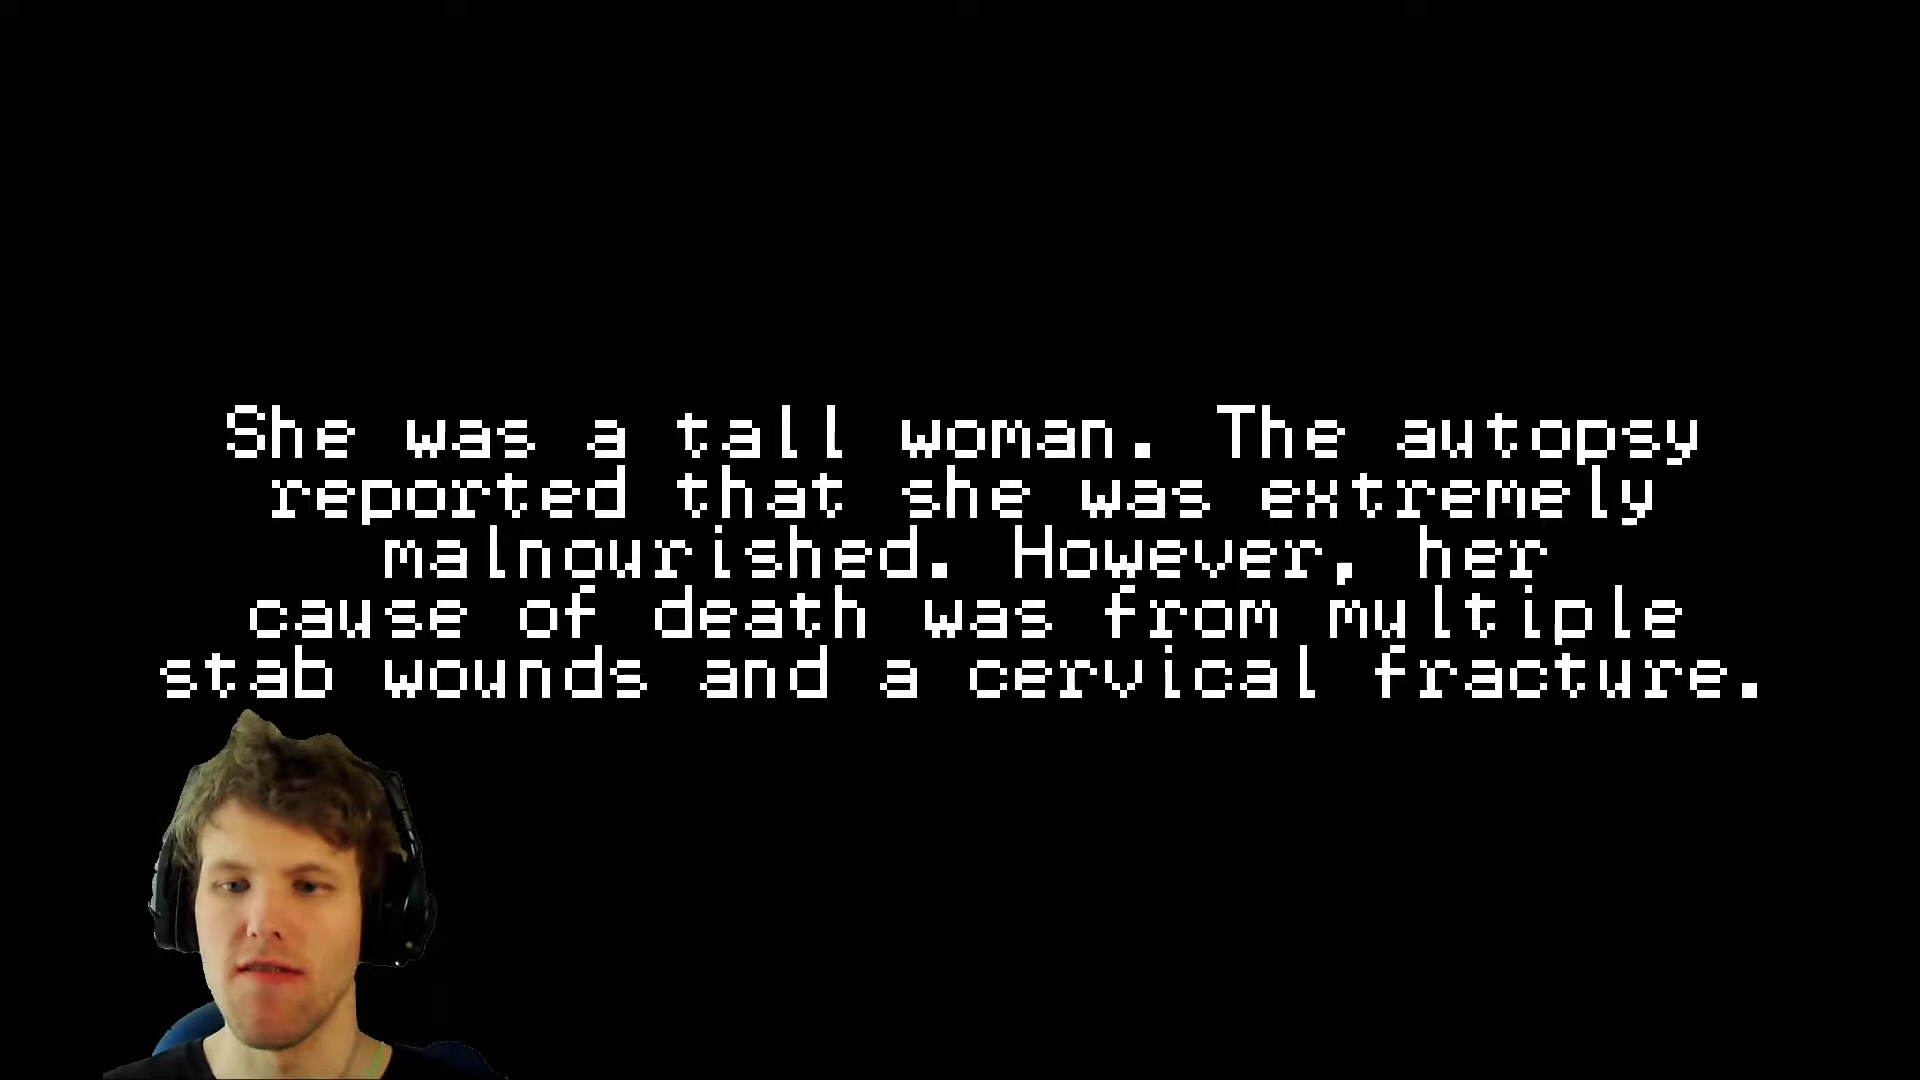 She was a tall woman. The autopsy
reported that she was extremely
malnourished. However, her
cause of death was from multiple
stab wounds and a cervical fracture.